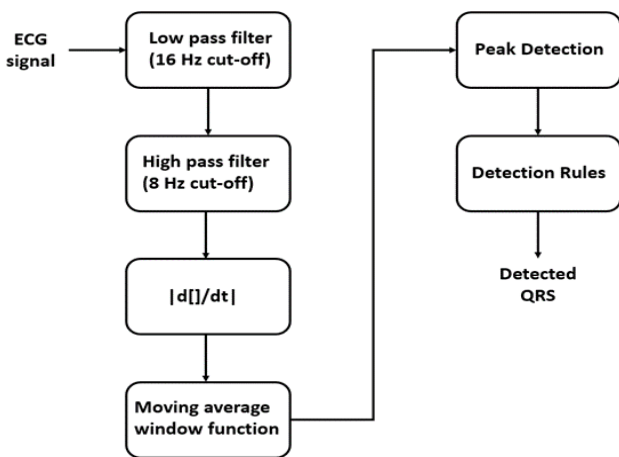 ECG
signal
Low pass filter
(16 Hz cut-off)
High pass filter
(8 Hz cut-off)
|d[]/dt|
Moving average
window function
Peak Detection
Detection Rules
Detected
QRS